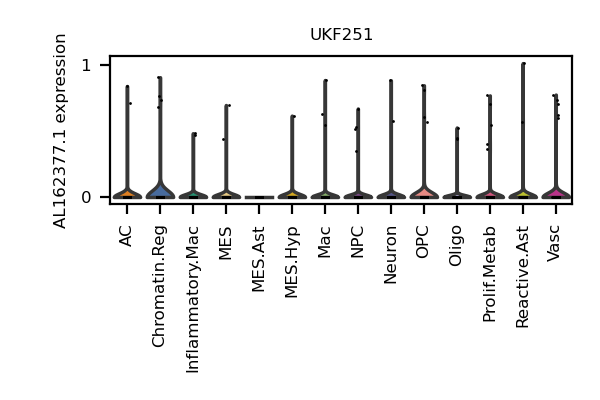 UKF251
AL162377.1 expression
1
0
AC
Chromatin.Reg
Inflammatory.Mac
MES
MES.Ast
MES.Hyp
Mac
NPC
Neuron
OPC
Oligo
Prolif.Metab
Reactive.Ast
Vasc